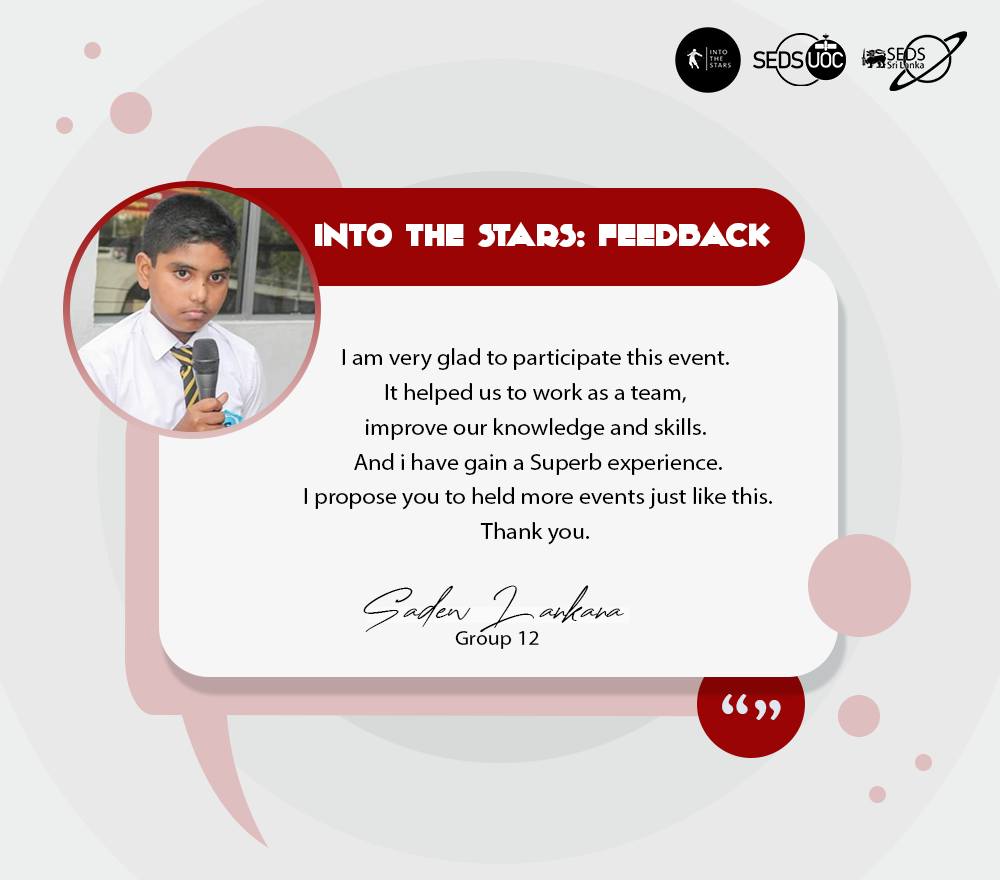 INTO
THE
STARS
SEDS UOC
SEDS
Sri Lanka
INTO THE STARS: FEEDBACK
I am very glad to participate this event.
It helped us to work as a team,
improve our knowledge and skills.
And i have gain a Superb experience.
I propose you to held more events just like this.
Thank you.
Saden Lankana
Group 12
“”